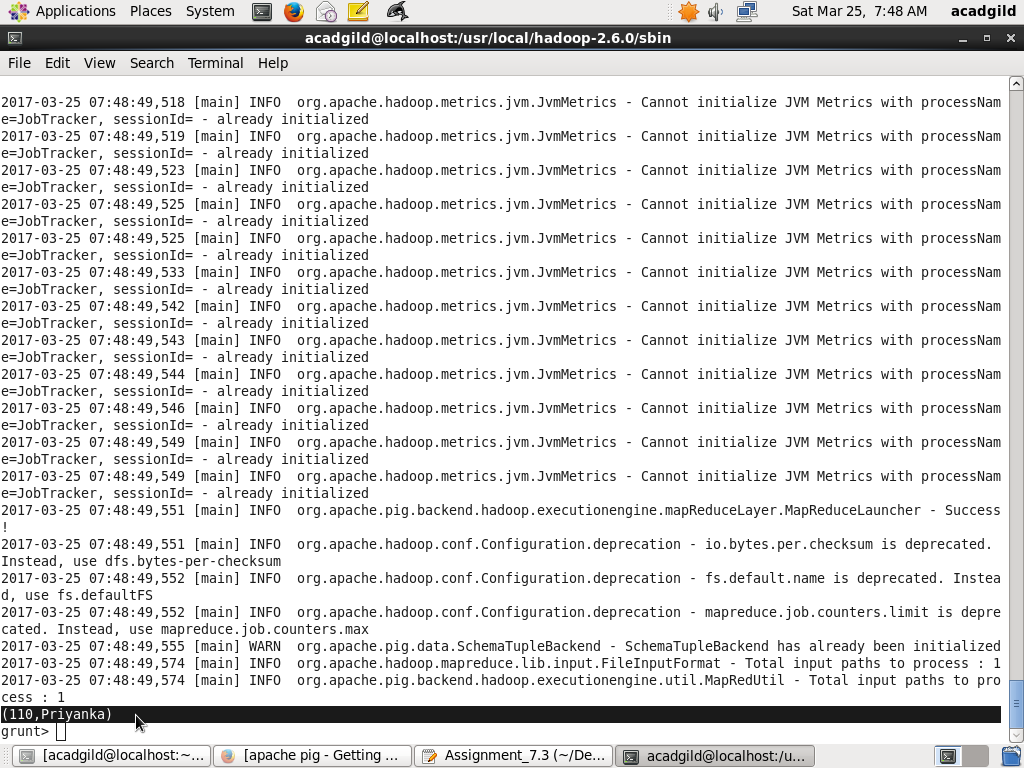 Applications Places System Sat Mar 25, 7:48 AM acadgild
acadgild@localhost:/usr/local/hadoop-2.6.0/sbin
File Edit View Search Terminal Help
2017-03-25 07:48:49,518 [main] INFO  org.apache.hadoop.metrics.jvm.JvmMetrics - Cannot initialize JVM Metrics with processNam
e=JobTracker, sessionId= - already initialized
2017-03-25 07:48:49,519 [main] INFO  org.apache.hadoop.metrics.jvm.JvmMetrics - Cannot initialize JVM Metrics with processNam
e=JobTracker, sessionId= - already initialized
2017-03-25 07:48:49,523 [main] INFO  org.apache.hadoop.metrics.jvm.JvmMetrics - Cannot initialize JVM Metrics with processNam
e=JobTracker, sessionId= - already initialized
2017-03-25 07:48:49,525 [main] INFO  org.apache.hadoop.metrics.jvm.JvmMetrics - Cannot initialize JVM Metrics with processNam
e=JobTracker, sessionId= - already initialized
2017-03-25 07:48:49,525 [main] INFO  org.apache.hadoop.metrics.jvm.JvmMetrics - Cannot initialize JVM Metrics with processNam
e=JobTracker, sessionId= - already initialized
2017-03-25 07:48:49,533 [main] INFO  org.apache.hadoop.metrics.jvm.JvmMetrics - Cannot initialize JVM Metrics with processNam
e=JobTracker, sessionId= - already initialized
2017-03-25 07:48:49,542 [main] INFO  org.apache.hadoop.metrics.jvm.JvmMetrics - Cannot initialize JVM Metrics with processNam
e=JobTracker, sessionId= - already initialized
2017-03-25 07:48:49,543 [main] INFO  org.apache.hadoop.metrics.jvm.JvmMetrics - Cannot initialize JVM Metrics with processNam
e=JobTracker, sessionId= - already initialized
2017-03-25 07:48:49,544 [main] INFO  org.apache.hadoop.metrics.jvm.JvmMetrics - Cannot initialize JVM Metrics with processNam
e=JobTracker, sessionId= - already initialized
2017-03-25 07:48:49,546 [main] INFO  org.apache.hadoop.metrics.jvm.JvmMetrics - Cannot initialize JVM Metrics with processNam
e=JobTracker, sessionId= - already initialized
2017-03-25 07:48:49,549 [main] INFO  org.apache.hadoop.metrics.jvm.JvmMetrics - Cannot initialize JVM Metrics with processNam
e=JobTracker, sessionId= - already initialized
2017-03-25 07:48:49,549 [main] INFO  org.apache.hadoop.metrics.jvm.JvmMetrics - Cannot initialize JVM Metrics with processNam
e=JobTracker, sessionId= - already initialized
2017-03-25 07:48:49,551 [main] INFO  org.apache.pig.backend.hadoop.executionengine.mapReduceLayer.MapReduceLauncher - Success
!
2017-03-25 07:48:49,551 [main] INFO  org.apache.hadoop.conf.Configuration.deprecation - io.bytes.per.checksum is deprecated.
Instead, use dfs.bytes-per-checksum
2017-03-25 07:48:49,552 [main] INFO  org.apache.hadoop.conf.Configuration.deprecation - fs.default.name is deprecated. Instea
d, use fs.defaultFS
2017-03-25 07:48:49,552 [main] INFO  org.apache.hadoop.conf.Configuration.deprecation - mapreduce.job.counters.limit is depre
cated. Instead, use mapreduce.job.counters.max
2017-03-25 07:48:49,555 [main] WARN  org.apache.pig.data.SchemaTupleBackend - SchemaTupleBackend has already been initialized
2017-03-25 07:48:49,574 [main] INFO  org.apache.hadoop.mapreduce.lib.input.FileInputFormat - Total input paths to process : 1
2017-03-25 07:48:49,574 [main] INFO  org.apache.pig.backend.hadoop.executionengine.util.MapRedUtil - Total input paths to pro
cess : 1
(110,Priyanka)
grunt>
[acadgild@localhost:~... [apache pig - Getting ... Assignment_7.3 (~/De... acadgild@localhost:/u...